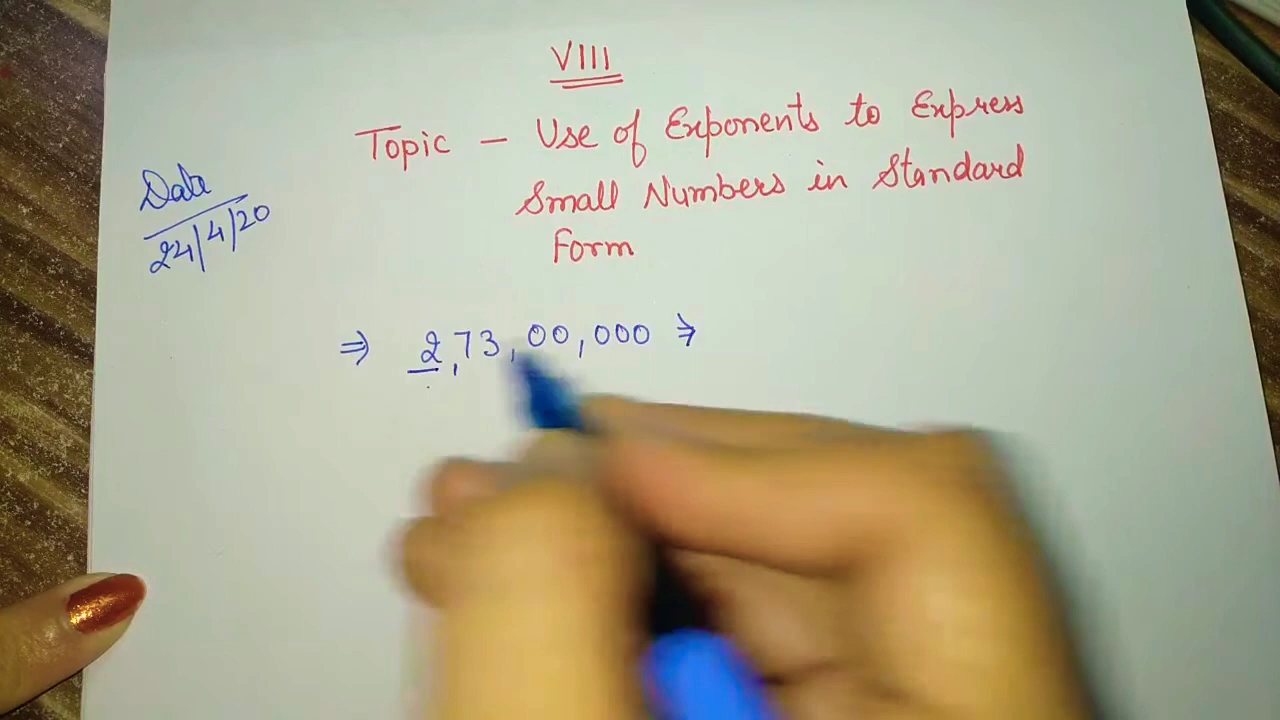 VIII
Topic - Use of Exponents to Express
Small Numbers in Standard
Form
Date
24/4/20
⇒ 2,73,00,000 ⇒